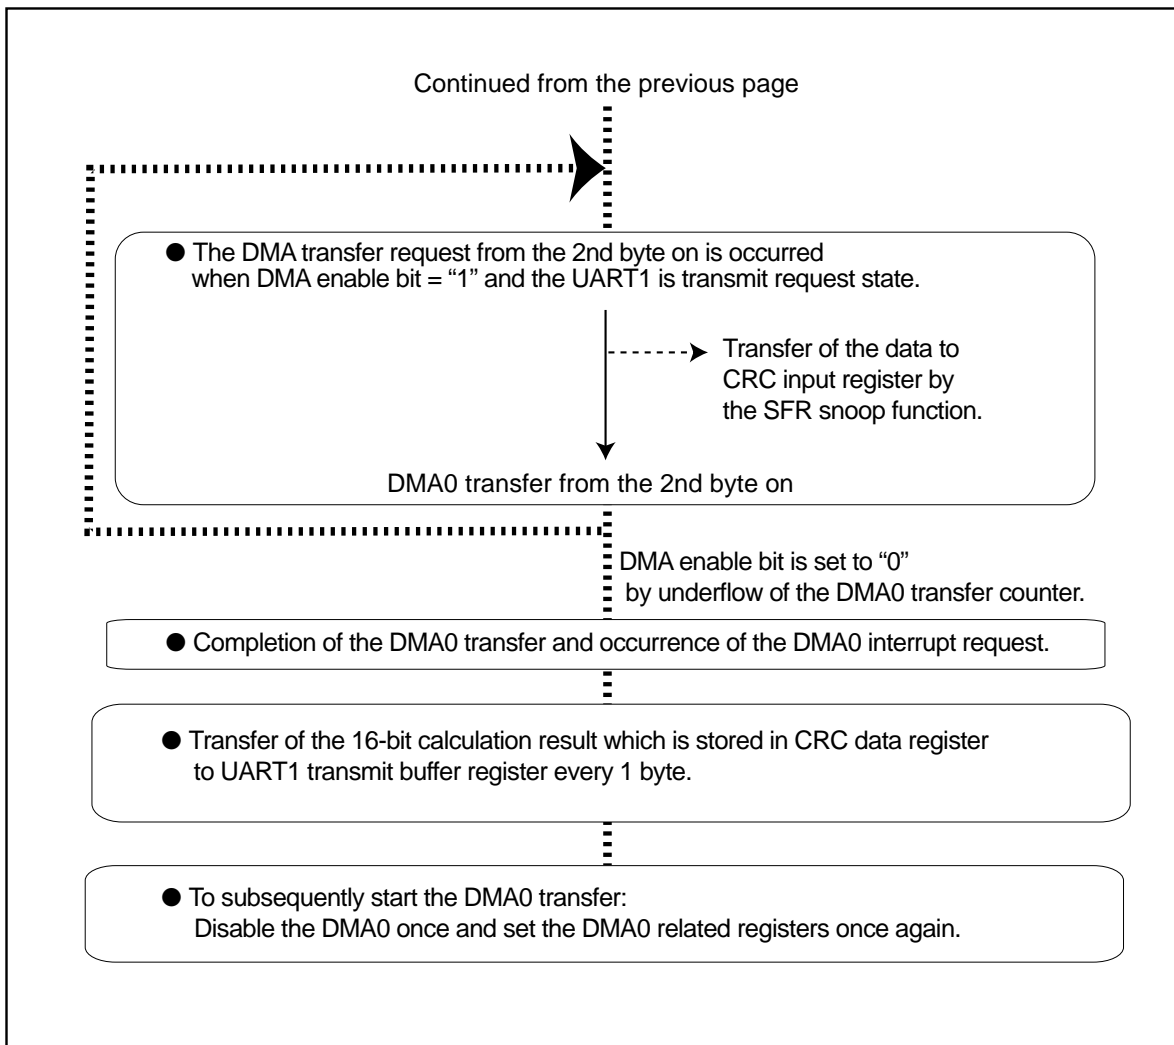 Continued from the previous page
● The DMA transfer request from the 2nd byte on is occurred
when DMA enable bit = “1” and the UART1 is transmit request state.
Transfer of the data to
CRC input register by
the SFR snoop function.
DMA0 transfer from the 2nd byte on
DMA enable bit is set to “0”
by underflow of the DMA0 transfer counter.
● Completion of the DMA0 transfer and occurrence of the DMA0 interrupt request.
● Transfer of the 16-bit calculation result which is stored in CRC data register
to UART1 transmit buffer register every 1 byte.
● To subsequently start the DMA0 transfer:
Disable the DMA0 once and set the DMA0 related registers once again.